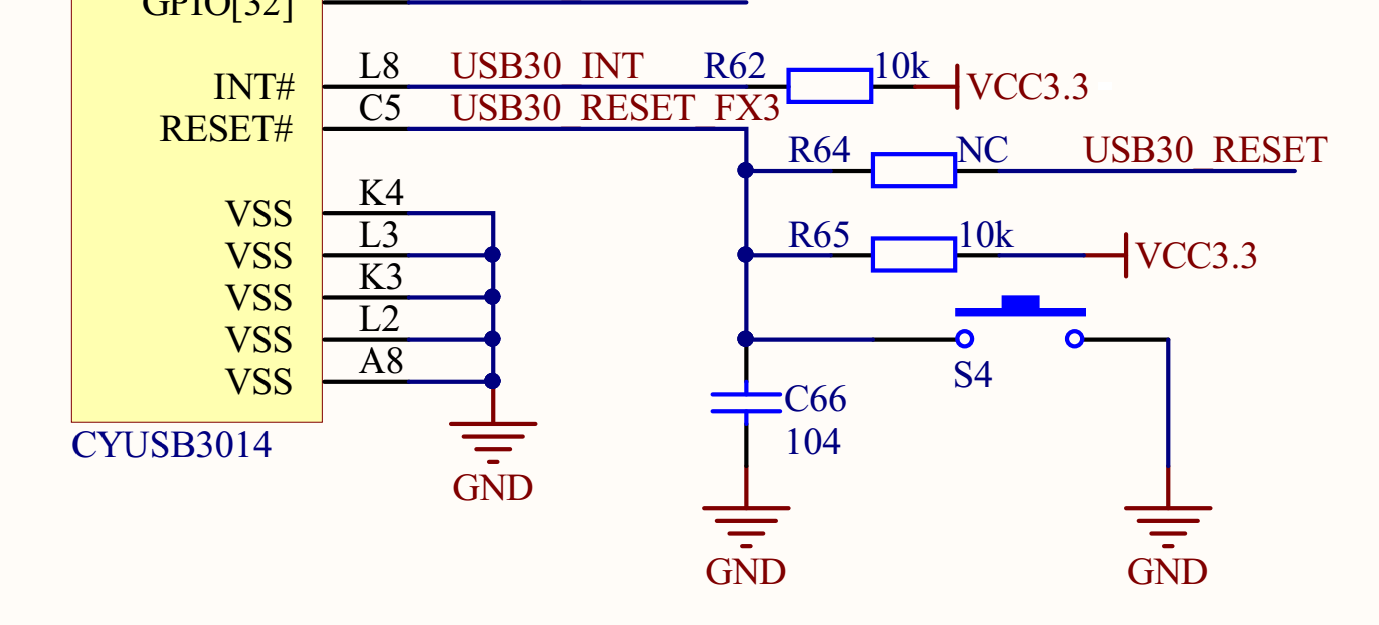 GPIO[32]
INT# L8 USB30_INT R62 10k VCC3.3
RESET# C5 USB30_RESET_FX3
R64 NC USB30_RESET
VSS K4
VSS L3 R65 10k VCC3.3
VSS K3
VSS L2
VSS A8 S4
C66
CYUSB3014 104
GND
GND GND